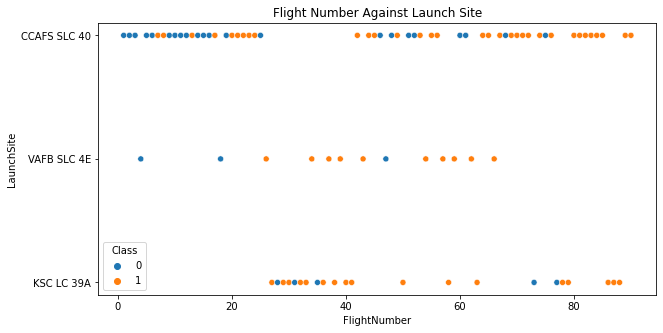 Flight Number Against Launch Site
CCAFS SLC 40
VAFB SLC 4E
KSC LC 39A
LaunchSite
Class
0
1
0 20 40 60 80
FlightNumber